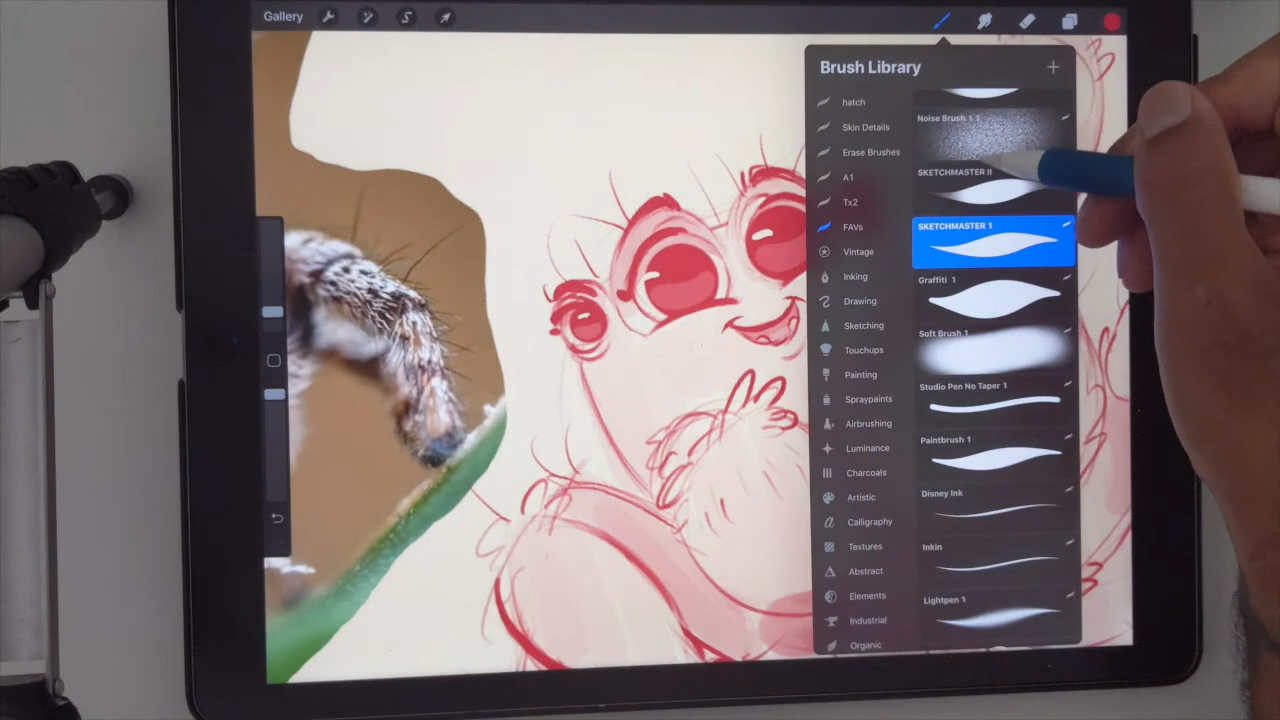 Gallery
Brush Library
hatch
Skin Details
Erase Brushes
A1
Tx2
FAVs
Vintage
Inking
Drawing
Sketching
Touchups
Painting
Spraypaints
Airbrushing
Luminance
Charcoals
Artistic
Calligraphy
Textures
Abstract
Elements
Industrial
Organic
Noise Brush 1 1
SKETCHMASTER II
SKETCHMASTER 1
Graffiti 1
Soft Brush 1
Studio Pen No Taper 1
Paintbrush 1
Disney Ink
Inkin
Lightpen 1